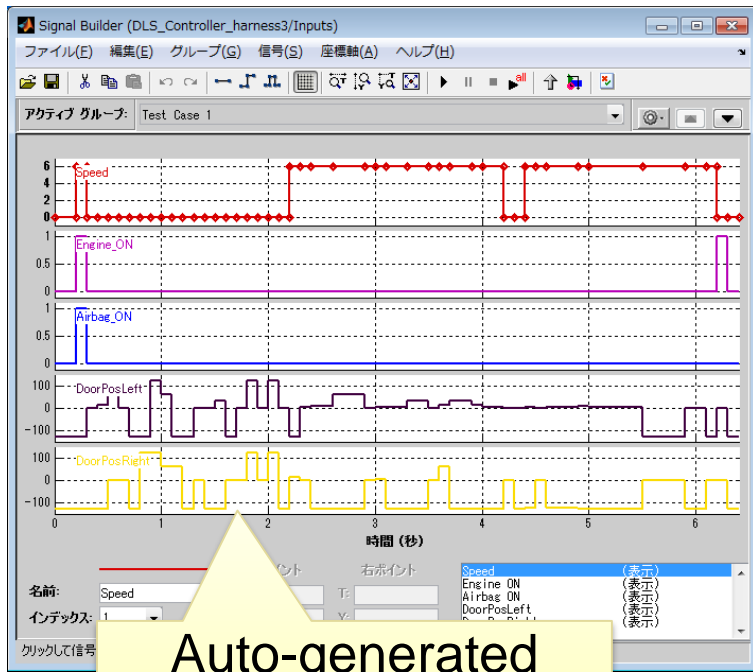 Signal Builder (DLS_Controller_harness3/Inputs)
ファイル(F) 編集(E) グループ(G) 信号(S) 座標軸(A) ヘルプ(H)
all
アクティブ グループ: Test Case 1
6
Speed
4
2
0
1
Engine_ON
0.5
0
1
Airbag_ON
0.5
0
100
DoorPosLeft
0
-100
100
DoorPosRight
0
-100
0 1 2 3 4 5 6
時間 (秒)
右ポイント
名前: Speed T:
インデックス: 1 Y:
Speed (表示)
Engine ON (表示)
Airbag ON (表示)
DoorPosLeft (表示)
(表示)
クリックして信号
Auto-generated